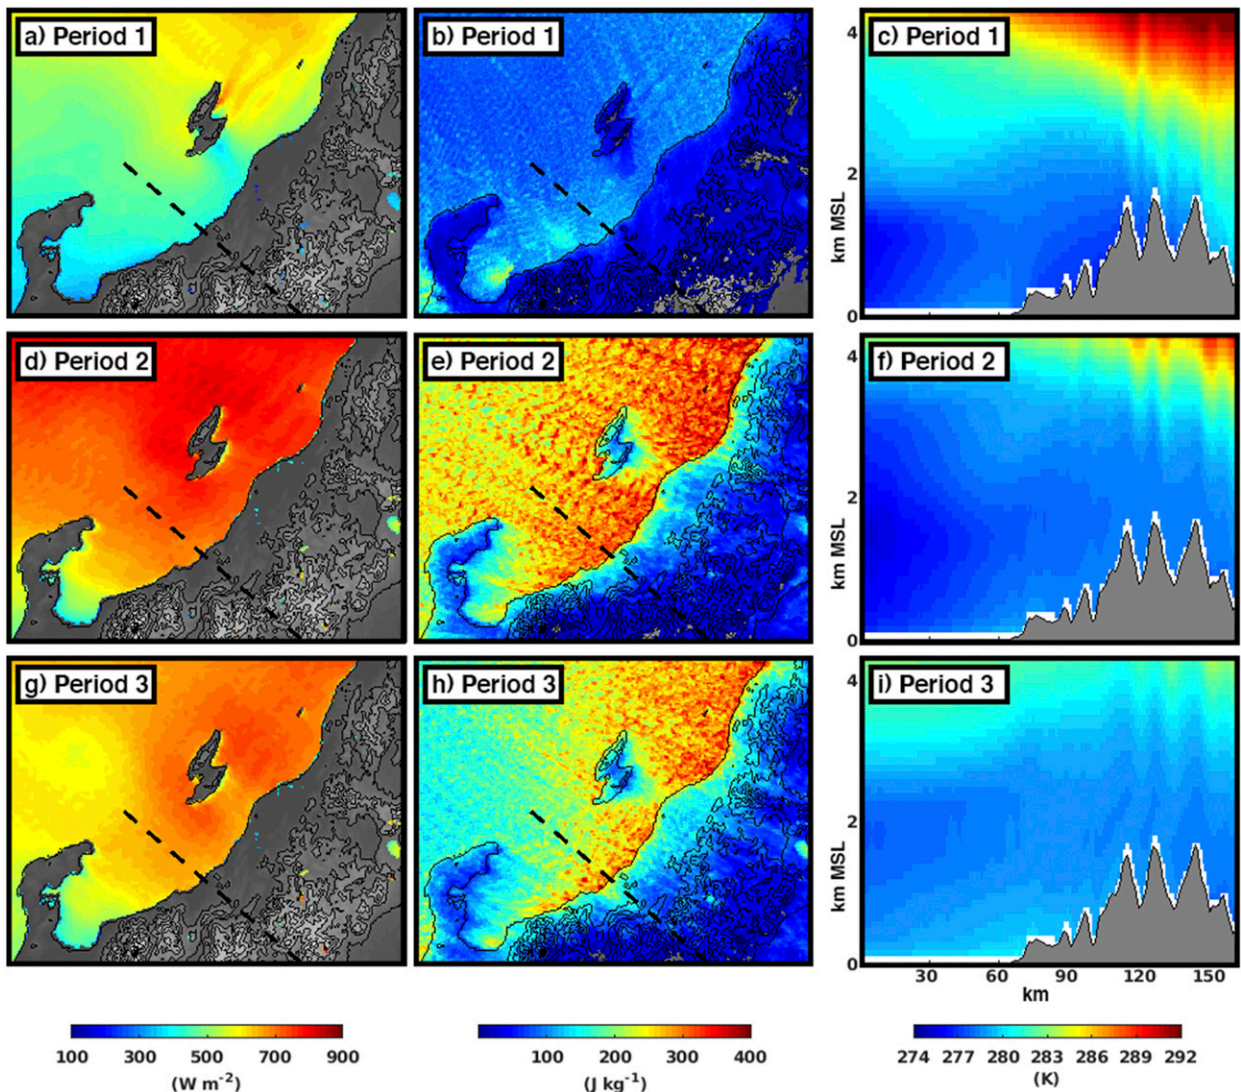 a) Period 1
b) Period 1
c) Period 1
4
2
0
km MSL
d) Period 2
e) Period 2
f) Period 2
4
2
0
km MSL
g) Period 3
h) Period 3
i) Period 3
4
2
0
km MSL
30 60 90 120 150
km
100 300 500 700 900
(W m⁻²)
100 200 300 400
(J kg⁻¹)
274 277 280 283 286 289 292
(K)